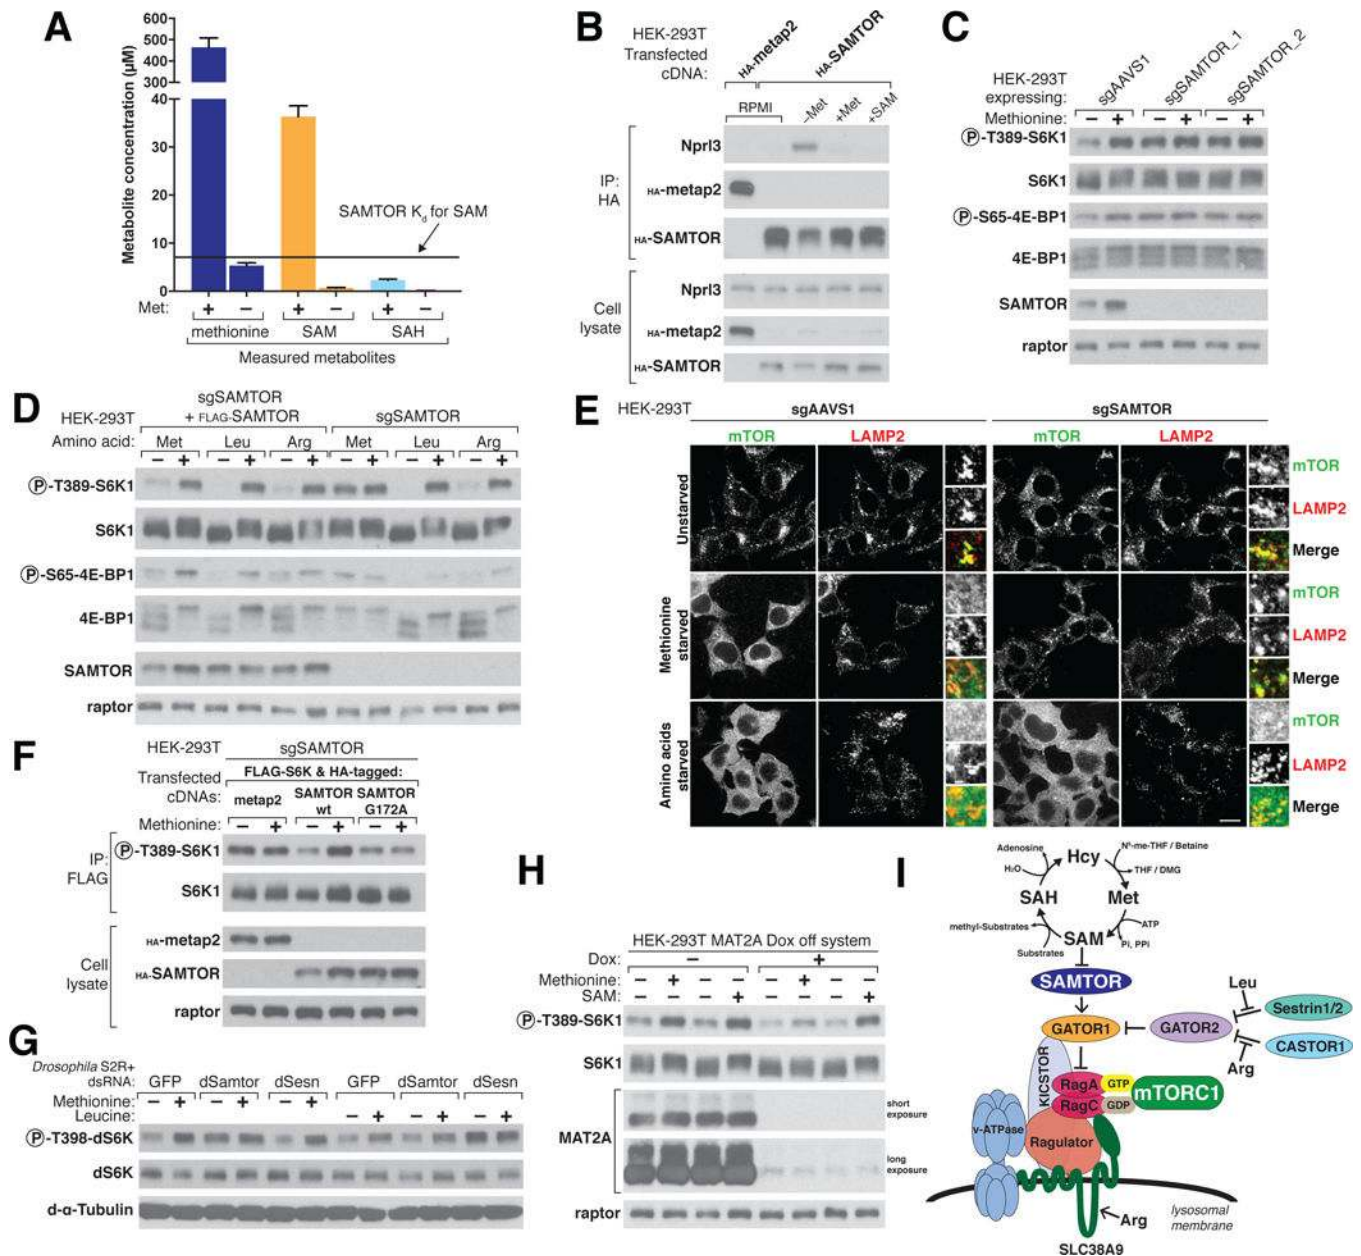 A
Metabolite concentration (µM)
600
500
400
300
40
30
20
10
0
SAMTOR Kd for SAM
Met: + − + − + −
methionine SAM SAH
Measured metabolites
B
HEK-293T
Transfected
cDNA:
HA-metap2
HA-SAMTOR
RPMI
−Met
+Met
+SAM
IP:
HA
Nprl3
HA-metap2
HA-SAMTOR
Cell
lysate
Nprl3
HA-metap2
HA-SAMTOR
C
HEK-293T
expressing:
sgAAVS1
sgSAMTOR_1
sgSAMTOR_2
Methionine: − + − + − +
Ⓟ-T389-S6K1
S6K1
Ⓟ-S65-4E-BP1
4E-BP1
SAMTOR
raptor
D
HEK-293T
sgSAMTOR
+ FLAG-SAMTOR
sgSAMTOR
Amino acid: Met Leu Arg Met Leu Arg
− + − + − + − + − + − +
Ⓟ-T389-S6K1
S6K1
Ⓟ-S65-4E-BP1
4E-BP1
SAMTOR
raptor
E
HEK-293T
sgAAVS1 sgSAMTOR
mTOR LAMP2 mTOR LAMP2
Unstarved
mTOR
LAMP2
Merge
Methionine
starved
mTOR
LAMP2
Merge
Amino acids
starved
mTOR
LAMP2
Merge
F
HEK-293T
sgSAMTOR
Transfected
cDNAs:
FLAG-S6K & HA-tagged:
metap2
SAMTOR
wt
SAMTOR
G172A
Methionine: − + − + − +
IP:
FLAG
Ⓟ-T389-S6K1
S6K1
Cell
lysate
HA-metap2
HA-SAMTOR
raptor
G
Drosophila S2R+
dsRNA: GFP dSamtor dSesn GFP dSamtor dSesn
Methionine: − + − + − +
Leucine: − + − + − +
Ⓟ-T398-dS6K
dS6K
d-α-Tubulin
H
HEK-293T MAT2A Dox off system
Dox: − +
Methionine: − + − − + −
SAM: − + − +
Ⓟ-T389-S6K1
S6K1
MAT2A
short
exposure
long
exposure
raptor
I
Adenosine
H2O
Hcy
N5-me-THF / Betaine
THF / DMG
SAH
Met
methyl-Substrates
Substrates
SAM
ATP
Pi, PPi
SAMTOR
GATOR1
GATOR2
Leu
Sestrin1/2
CASTOR1
Arg
KICSTOR
RagA
GTP
RagC
GDP
mTORC1
v-ATPase
Ragulator
Arg
SLC38A9
lysosomal
membrane